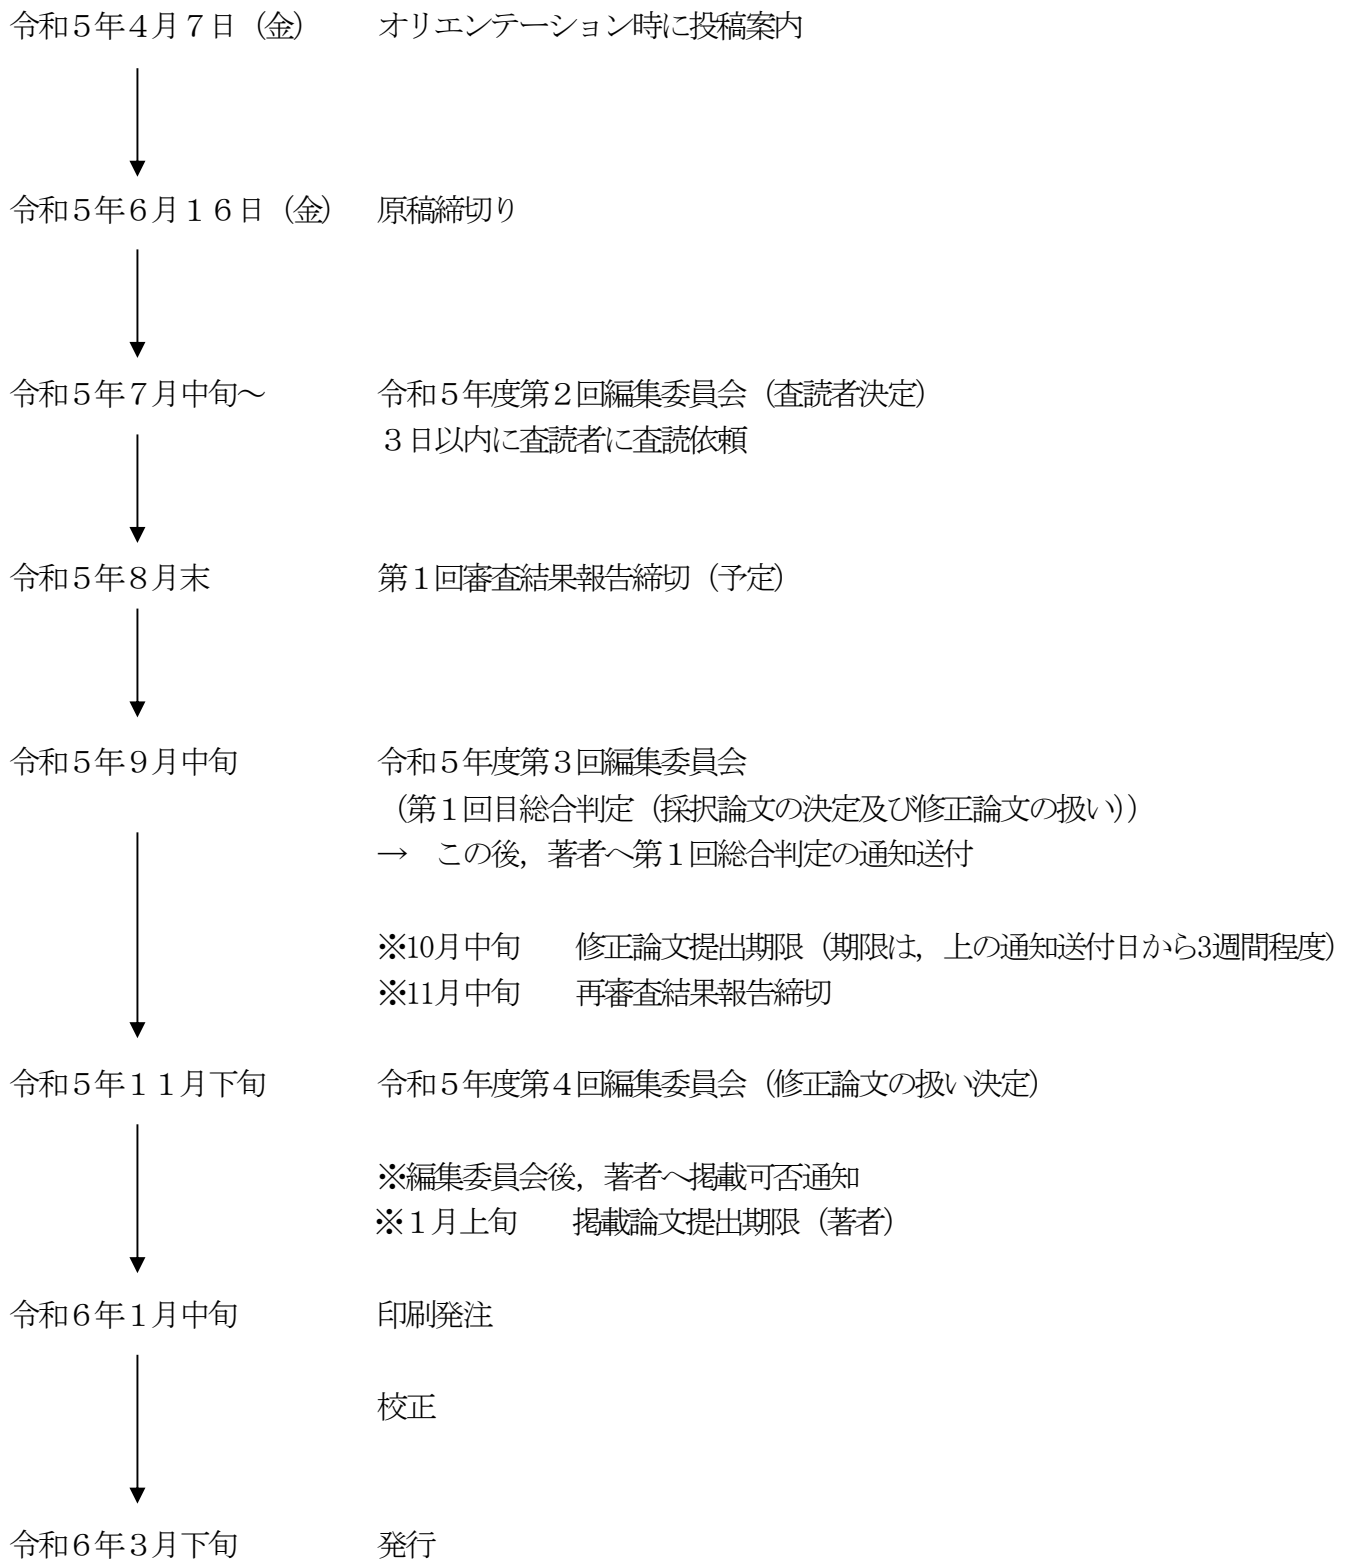 令和５年４月７日（金）　　オリエンテーション時に投稿案内
令和５年６月１６日（金）　原稿締切り
令和５年７月中旬～　　　　令和５年度第２回編集委員会（査読者決定）
３日以内に査読者に査読依頼
令和５年８月末　　　　　　第１回審査結果報告締切（予定）
令和５年９月中旬　　　　　令和５年度第３回編集委員会
（第１回目総合判定（採択論文の決定及び修正論文の扱い））
→　この後，著者へ第１回総合判定の通知送付
※10月中旬　　修正論文提出期限（期限は，上の通知送付日から3週間程度）
※11月中旬　　再審査結果報告締切
令和５年１１月下旬　　　　令和５年度第４回編集委員会（修正論文の扱い決定）
※編集委員会後，著者へ掲載可否通知
※１月上旬　　掲載論文提出期限（著者）
令和６年１月中旬　　　　　印刷発注
校正
令和６年３月下旬　　　　　発行